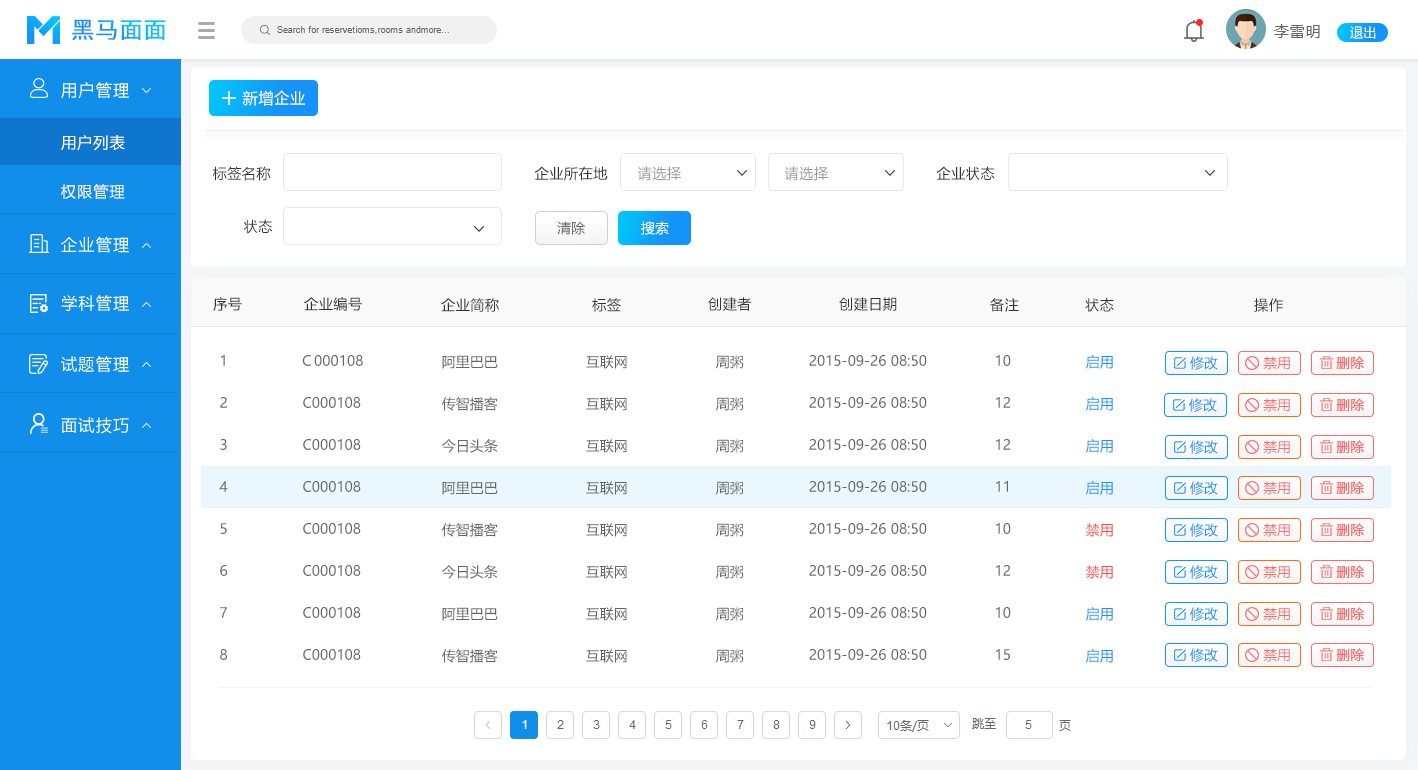 黑马面面
Search for reservetioms,rooms andmore...
李雷明
退出
用户管理
用户列表
权限管理
企业管理
学科管理
试题管理
面试技巧
新增企业
标签名称
企业所在地 请选择 请选择
企业状态
状态
清除 搜索
序号 企业编号 企业简称 标签 创建者 创建日期 备注 状态 操作
1 C 000108 阿里巴巴 互联网 周粥 2015-09-26 08:50 10 启用 修改 禁用 删除
2 C000108 传智播客 互联网 周粥 2015-09-26 08:50 12 启用 修改 禁用 删除
3 C000108 今日头条 互联网 周粥 2015-09-26 08:50 12 启用 修改 禁用 删除
4 C000108 阿里巴巴 互联网 周粥 2015-09-26 08:50 11 启用 修改 禁用 删除
5 C000108 传智播客 互联网 周粥 2015-09-26 08:50 10 禁用 修改 禁用 删除
6 C000108 今日头条 互联网 周粥 2015-09-26 08:50 12 禁用 修改 禁用 删除
7 C000108 阿里巴巴 互联网 周粥 2015-09-26 08:50 10 启用 修改 禁用 删除
8 C000108 传智播客 互联网 周粥 2015-09-26 08:50 15 启用 修改 禁用 删除
1 2 3 4 5 6 7 8 9 10条/页 跳至 5 页